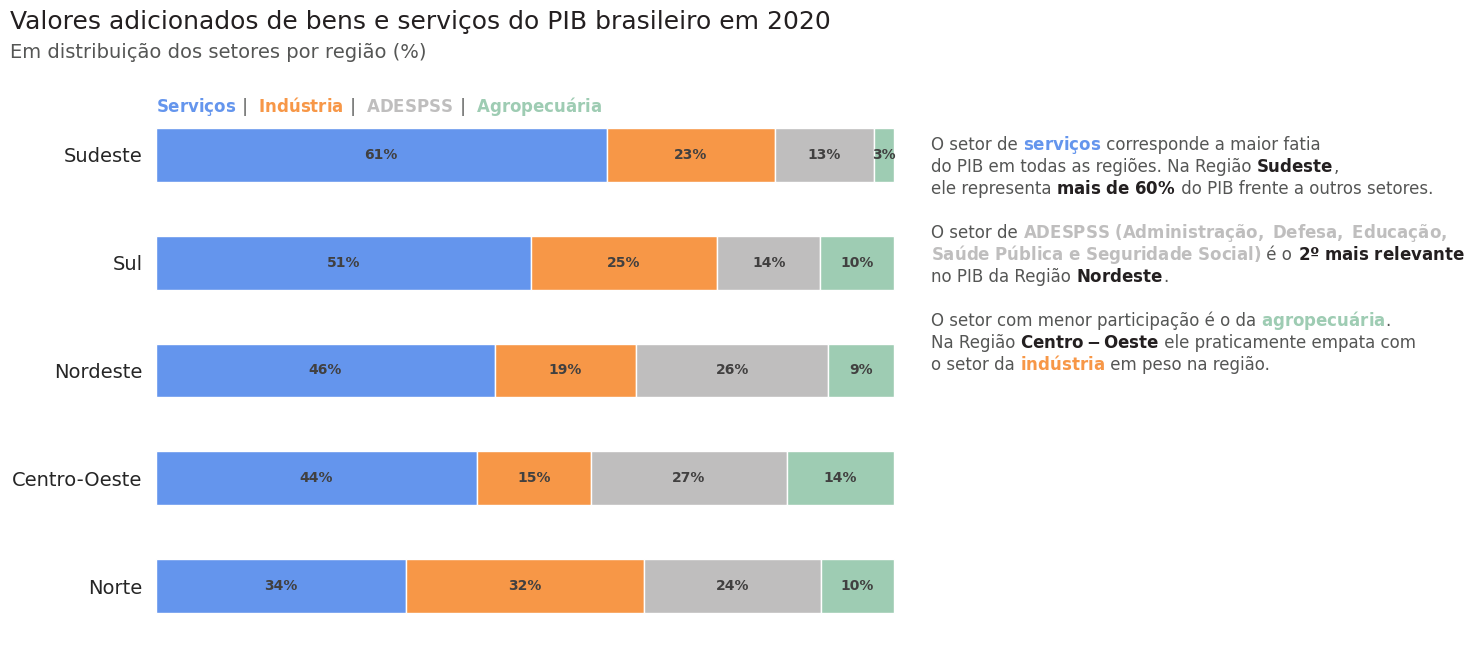 Valores adicionados de bens e serviços do PIB brasileiro em 2020
Em distribuição dos setores por região (%)
Serviços | Indústria | ADESPSS | Agropecuária
Sudeste 61% 23% 13% 3%
Sul 51% 25% 14% 10%
Nordeste 46% 19% 26% 9%
Centro-Oeste 44% 15% 27% 14%
Norte 34% 32% 24% 10%
O setor de serviços corresponde a maior fatia
do PIB em todas as regiões. Na Região Sudeste,
ele representa mais de 60% do PIB frente a outros setores.
O setor de ADESPSS (Administração, Defesa, Educação,
Saúde Pública e Seguridade Social) é o 2º mais relevante
no PIB da Região Nordeste.
O setor com menor participação é o da agropecuária.
Na Região Centro – Oeste ele praticamente empata com
o setor da indústria em peso na região.